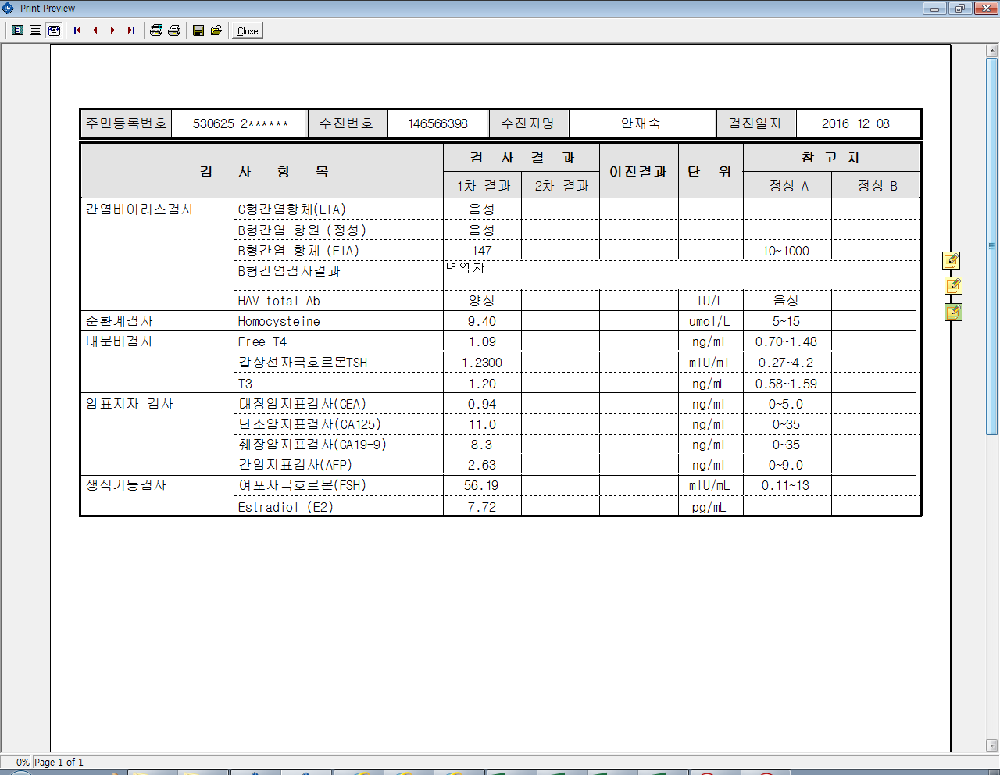 Print Preview
Close
주민등록번호 530625-2****** 수진번호 146566398 수진자명 안재숙 검진일자 2016-12-08
검 사 항 목 검 사 결 과 이전결과 단 위 참 고 치
1차 결과 2차 결과 정상 A 정상 B
간염바이러스검사 C형간염항체(EIA) 음성
B형간염 항원 (정성) 음성
B형간염 항체 (EIA) 147 10~1000
B형간염검사결과 면역자
HAV total Ab 양성 IU/L 음성
순환계검사 Homocysteine 9.40 umol/L 5~15
내분비검사 Free T4 1.09 ng/ml 0.70~1.48
갑상선자극호르몬TSH 1.2300 mIU/ml 0.27~4.2
T3 1.20 ng/mL 0.58~1.59
암표지자 검사 대장암지표검사(CEA) 0.94 ng/ml 0~5.0
난소암지표검사(CA125) 11.0 ng/ml 0~35
췌장암지표검사(CA19-9) 8.3 ng/ml 0~35
간암지표검사(AFP) 2.63 ng/ml 0~9.0
생식기능검사 여포자극호르몬(FSH) 56.19 mIU/mL 0.11~13
Estradiol (E2) 7.72 pg/mL
0% Page 1 of 1